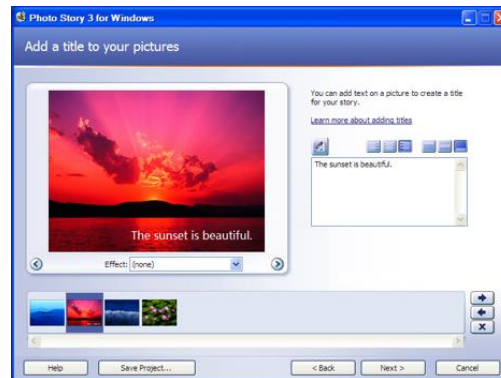 Photo Story 3 for Windows
Add a title to your pictures
You can add text on a picture to create a title
for your story.
Learn more about adding titles
The sunset is beautiful.
The sunset is beautiful.
Effect: (none)
Help
Save Project...
< Back
Next >
Cancel